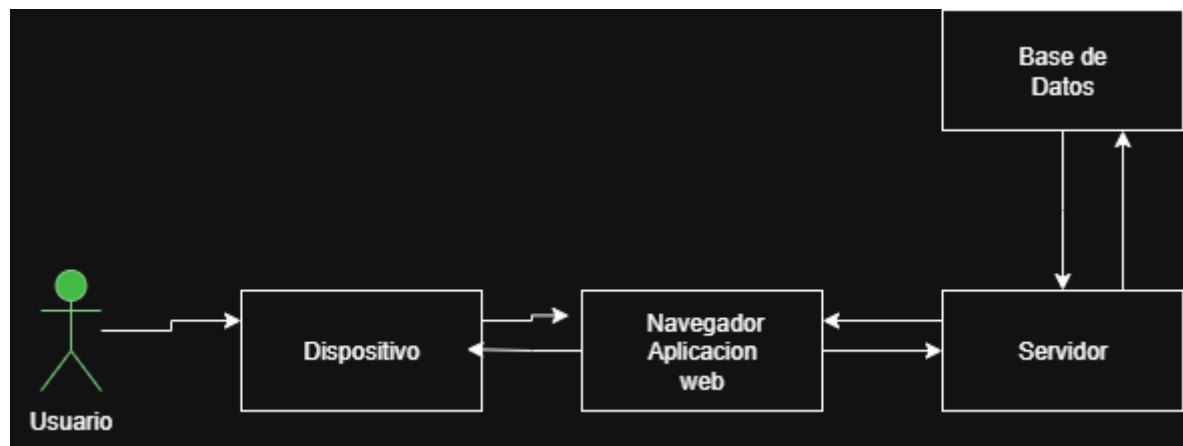 Base de
Datos
Navegador
Aplicacion
web
Dispositivo
Servidor
Usuario